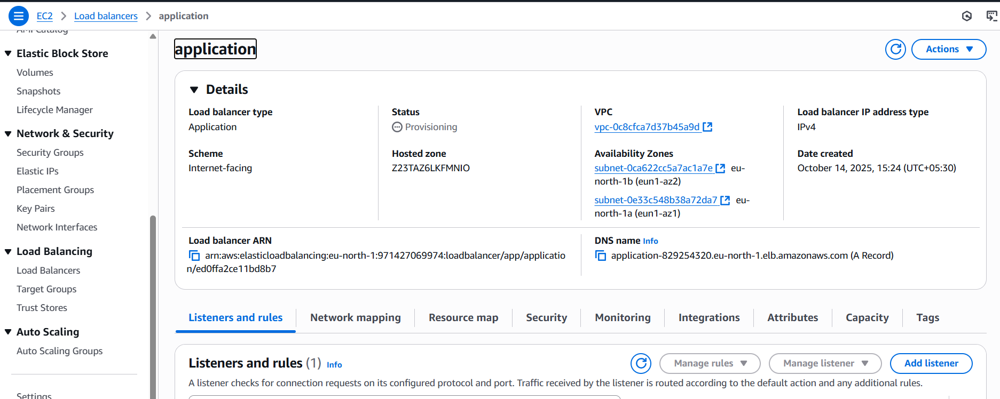 EC2 > Load balancers > application
AMI Catalog
Elastic Block Store
Volumes
Snapshots
Lifecycle Manager
Network & Security
Security Groups
Elastic IPs
Placement Groups
Key Pairs
Network Interfaces
Load Balancing
Load Balancers
Target Groups
Trust Stores
Auto Scaling
Auto Scaling Groups
Settings
application
Actions
Details
Load balancer type
Application
Status
Provisioning
VPC
vpc-0c8cfca7d37b45a9d
Load balancer IP address type
IPv4
Scheme
Internet-facing
Hosted zone
Z23TAZ6LKFMNIO
Availability Zones
subnet-0ca622cc5a7ac1a7e eu-
north-1b (eun1-az2)
subnet-0e33c548b38a72da7 eu-
north-1a (eun1-az1)
Date created
October 14, 2025, 15:24 (UTC+05:30)
Load balancer ARN
arn:aws:elasticloadbalancing:eu-north-1:971427069974:loadbalancer/app/applicatio
n/ed0ffa2ce11bd8b7
DNS name Info
application-829254320.eu-north-1.elb.amazonaws.com (A Record)
Listeners and rules
Network mapping
Resource map
Security
Monitoring
Integrations
Attributes
Capacity
Tags
Listeners and rules (1) Info
Manage rules
Manage listener
Add listener
A listener checks for connection requests on its configured protocol and port. Traffic received by the listener is routed according to the default action and any additional rules.